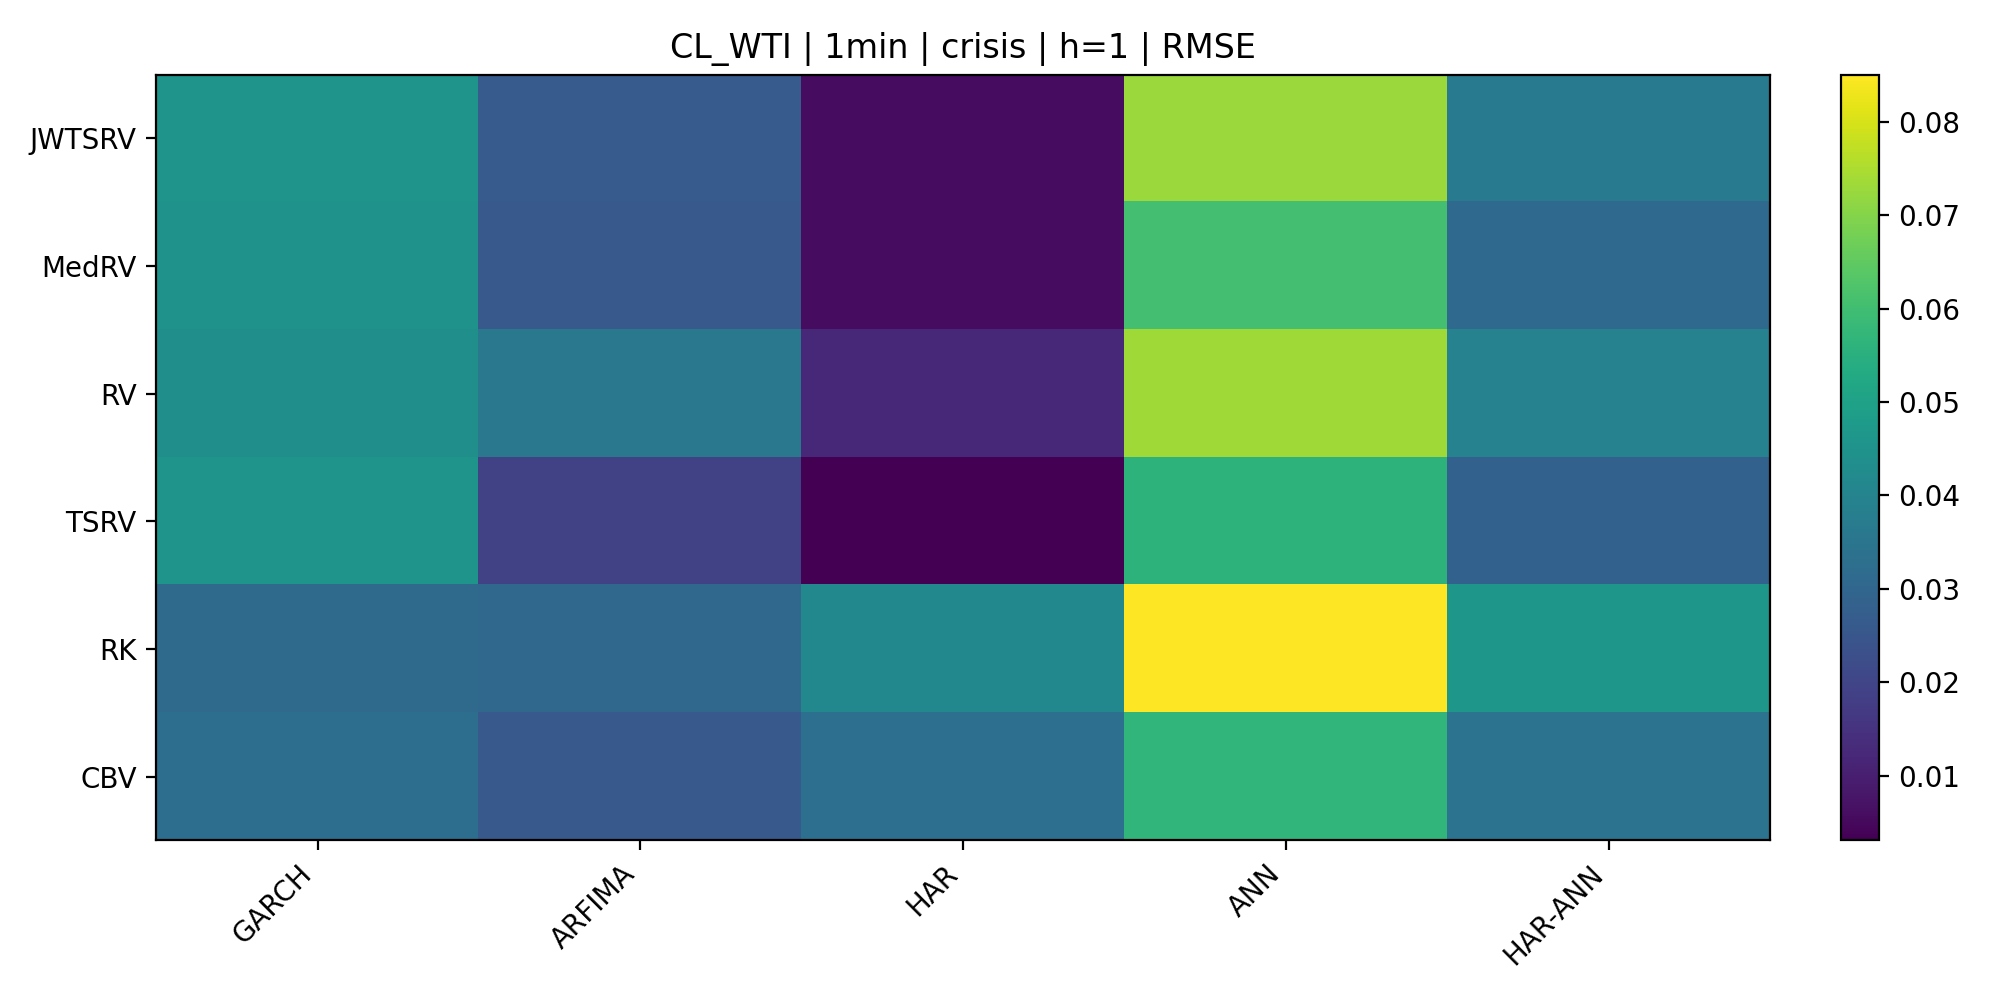 CL_WTI | 1min | crisis | h=1 | RMSE
JWTSRV
MedRV
RV
TSRV
RK
CBV
GARCH
ARFIMA
HAR
ANN
HAR-ANN
0.08
0.07
0.06
0.05
0.04
0.03
0.02
0.01